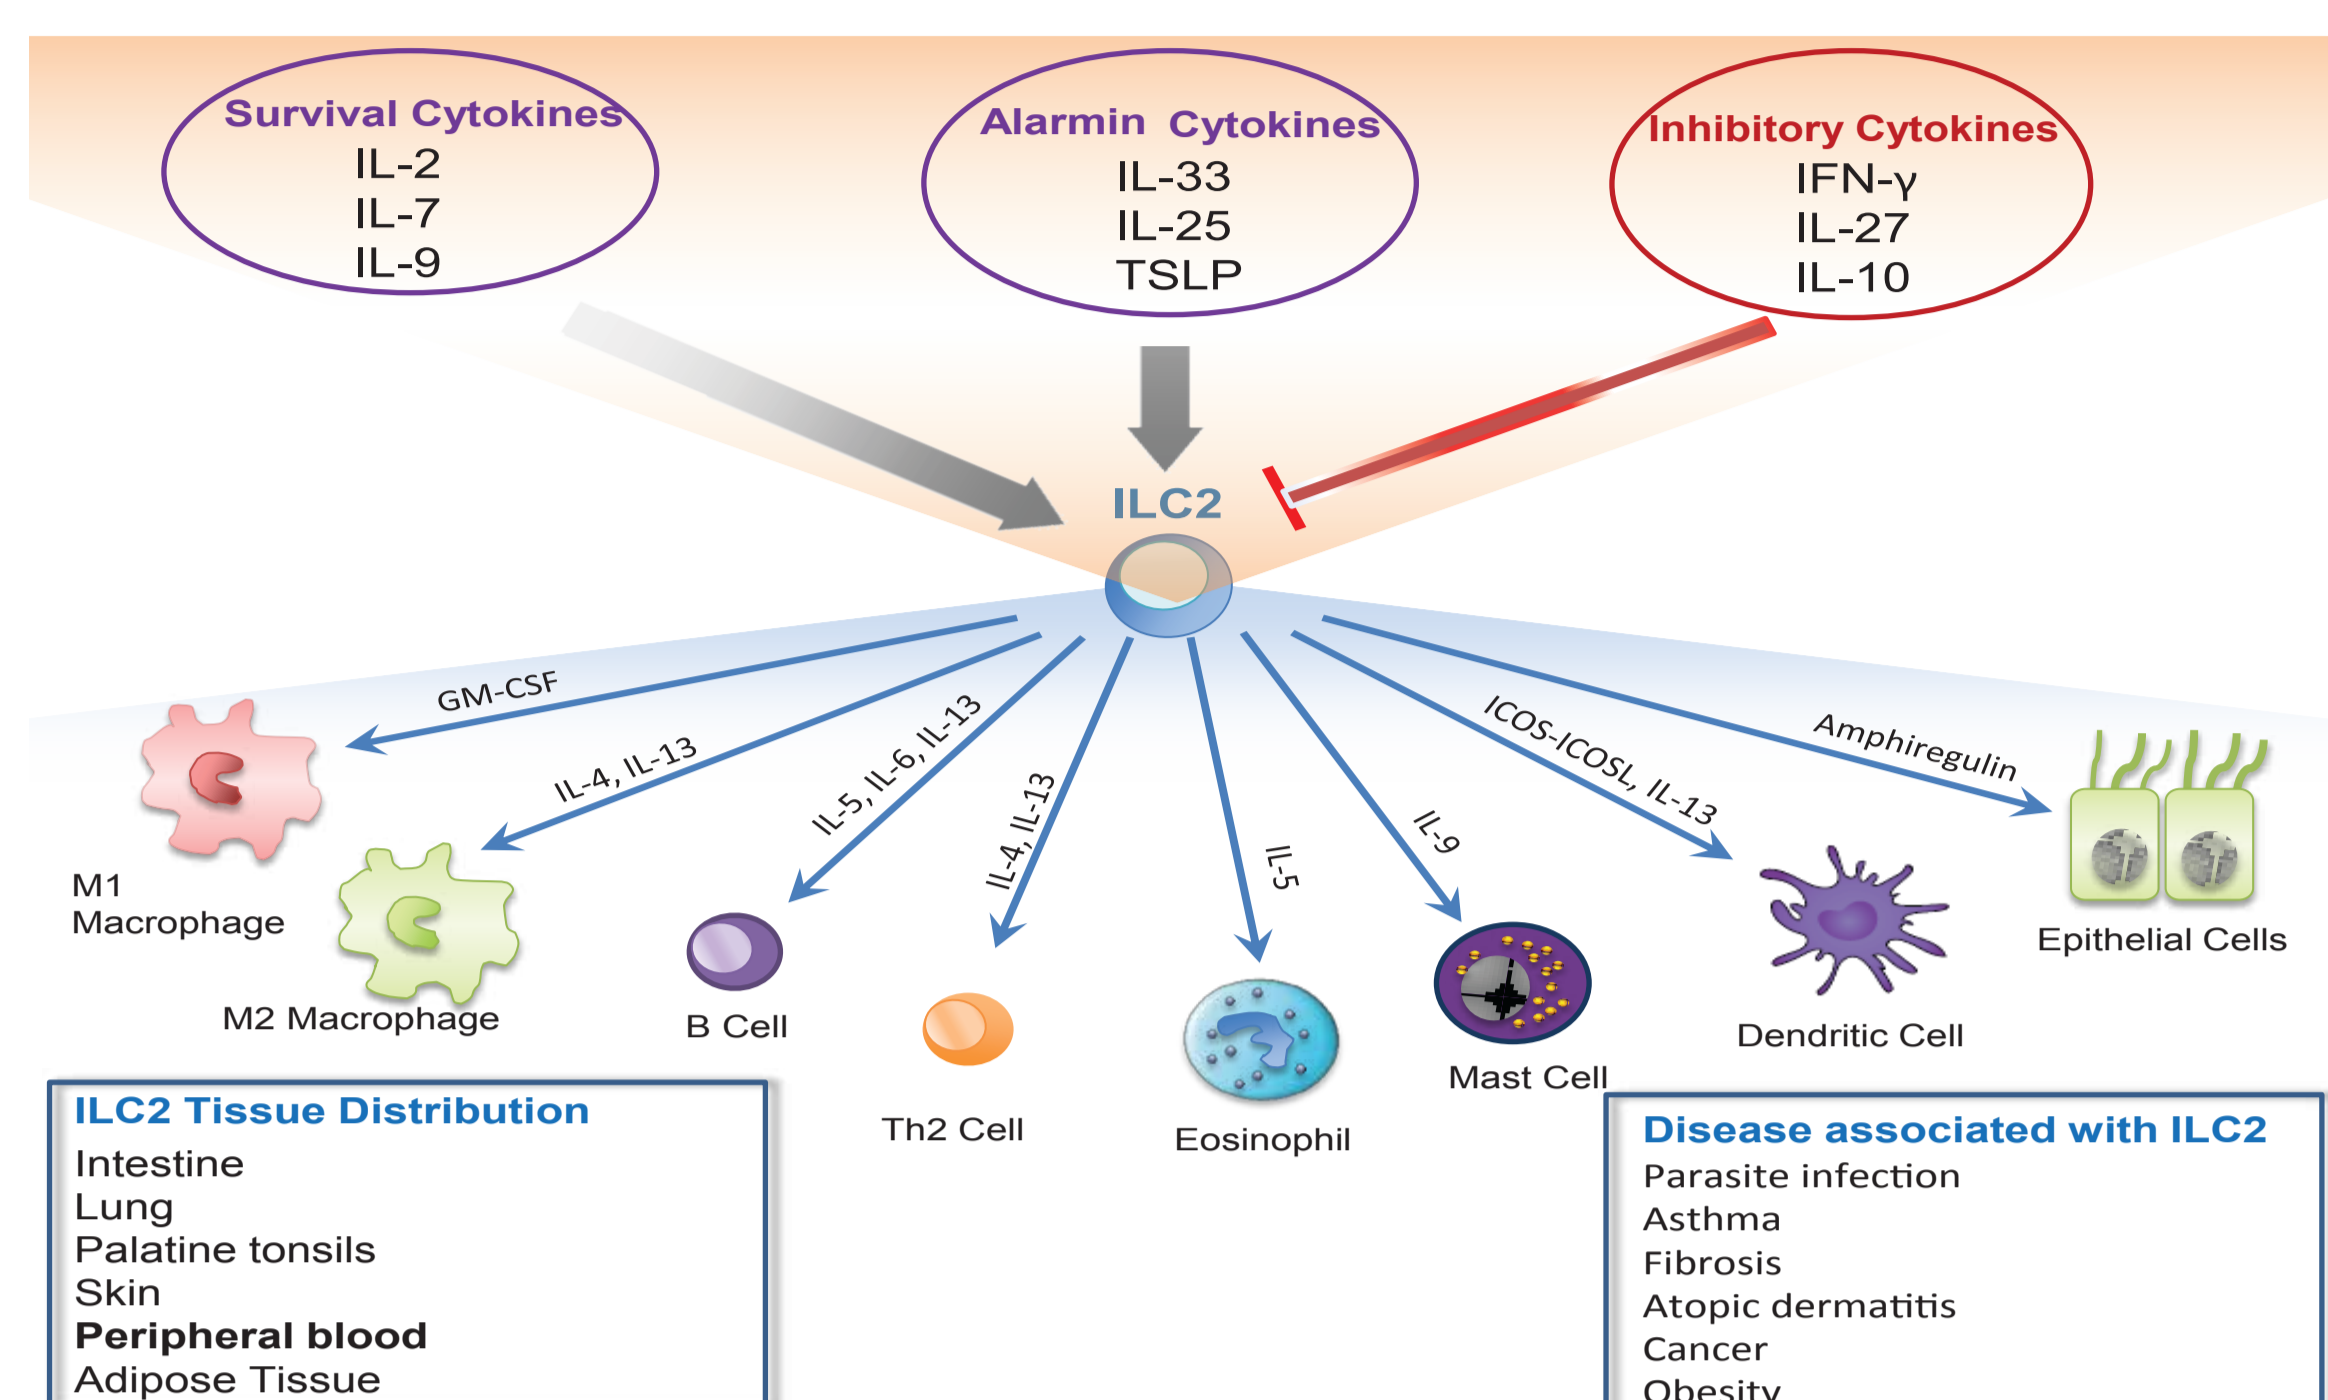 Survival Cytokines
IL-2
IL-7
IL-9
Alarmin Cytokines
IL-33
IL-25
TSLP
Inhibitory Cytokines
IFN-γ
IL-27
IL-10
ILC2
GM-CSF
IL-4, IL-13
IL-5, IL-6, IL-13
IL-4, IL-13
IL-5
IL-9
ICOS-ICOSL, IL-13
Amphiregulin
M1
Macrophage
M2 Macrophage
B Cell
Th2 Cell
Eosinophil
Mast Cell
Dendritic Cell
Epithelial Cells
ILC2 Tissue Distribution
Intestine
Lung
Palatine tonsils
Skin
Peripheral blood
Adipose Tissue
Disease associated with ILC2
Parasite infection
Asthma
Fibrosis
Atopic dermatitis
Cancer
Obesity